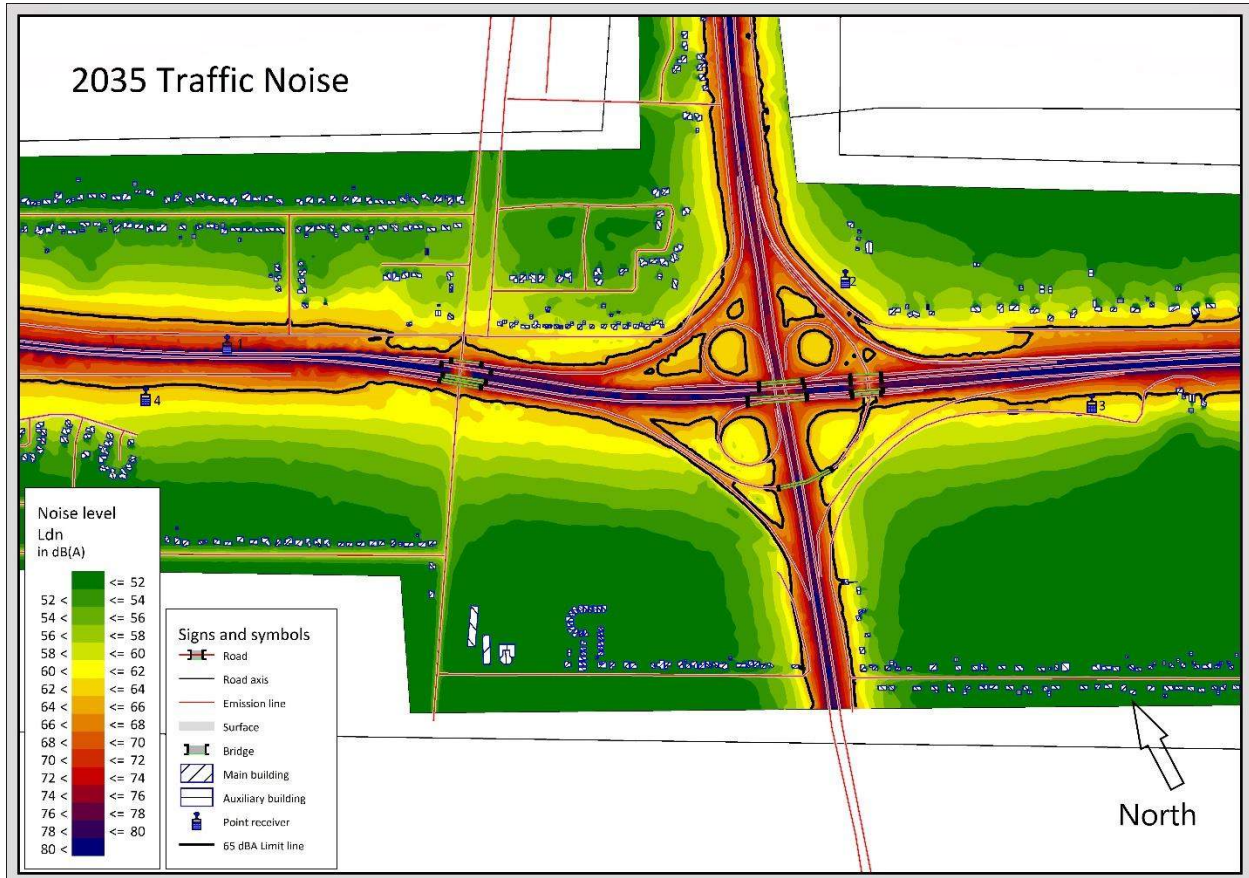 2035 Traffic Noise
1
2
3
4
Noise level
Ldn
in dB(A)
<= 52
52 < <= 54
54 < <= 56
56 < <= 58
58 < <= 60
60 < <= 62
62 < <= 64
64 < <= 66
66 < <= 68
68 < <= 70
70 < <= 72
72 < <= 74
74 < <= 76
76 < <= 78
78 < <= 80
80 <
Signs and symbols
Road
Road axis
Emission line
Surface
Bridge
Main building
Auxiliary building
Point receiver
65 dBA Limit line
North